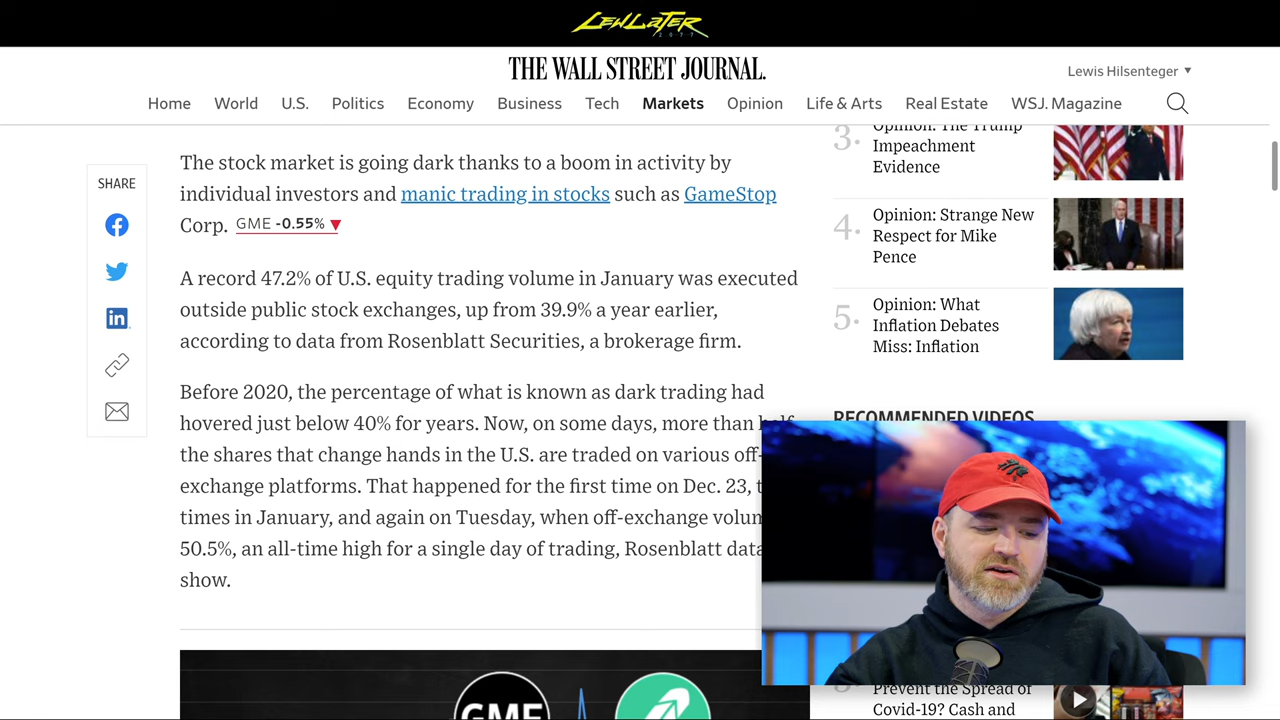 LEWLATER
2077
THE WALL STREET JOURNAL.
Lewis Hilsenteger
Home World U.S. Politics Economy Business Tech Markets Opinion Life & Arts Real Estate WSJ. Magazine
SHARE
The stock market is going dark thanks to a boom in activity by
individual investors and manic trading in stocks such as GameStop
Corp. GME -0.55% ▼
A record 47.2% of U.S. equity trading volume in January was executed
outside public stock exchanges, up from 39.9% a year earlier,
according to data from Rosenblatt Securities, a brokerage firm.
Before 2020, the percentage of what is known as dark trading had
hovered just below 40% for years. Now, on some days, more than half
the shares that change hands in the U.S. are traded on various off-
exchange platforms. That happened for the first time on Dec. 23,
times in January, and again on Tuesday, when off-exchange
50.5%, an all-time high for a single day of trading, Rosenblatt data
show.
GME
3. Opinion: The Trump
Impeachment
Evidence
4. Opinion: Strange New
Respect for Mike
Pence
5. Opinion: What
Inflation Debates
Miss: Inflation
RECOMMENDED VIDEOS
Prevent the Spread of
Covid-19? Cash and